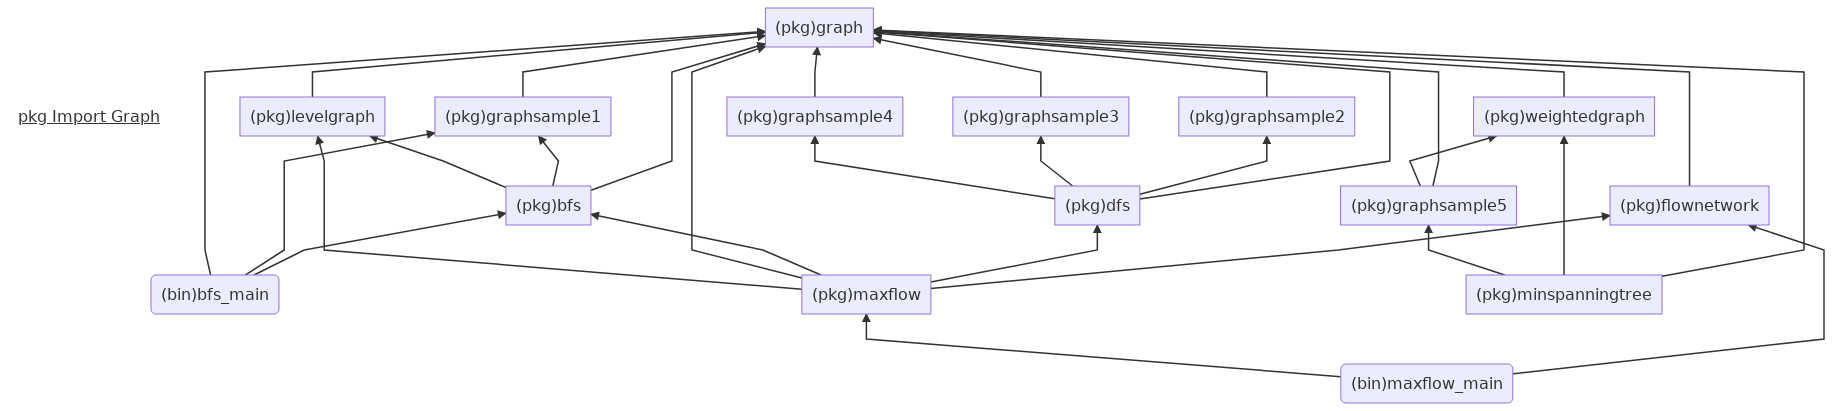 (pkg)graph
pkg Import Graph
(pkg)levelgraph
(pkg)graphsample1
(pkg)graphsample4
(pkg)graphsample3
(pkg)graphsample2
(pkg)weightedgraph
(pkg)bfs
(pkg)dfs
(pkg)graphsample5
(pkg)flownetwork
(bin)bfs_main
(pkg)maxflow
(pkg)minspanningtree
(bin)maxflow_main